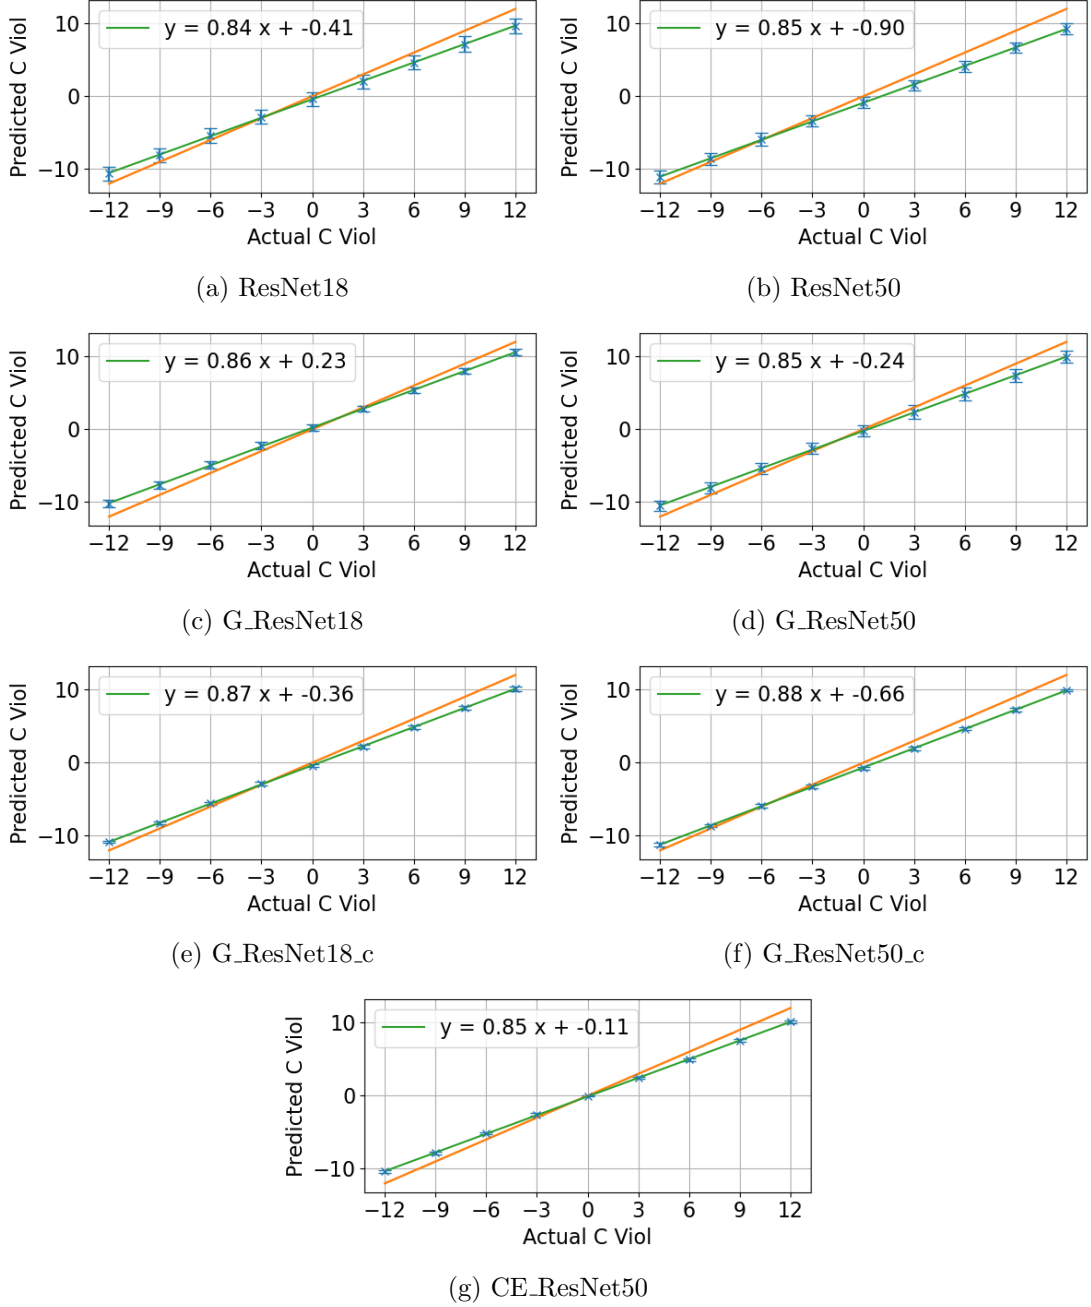 y = 0.84 x + -0.41
Predicted C Viol
10
0
−10
−12 −9 −6 −3 0 3 6 9 12
Actual C Viol
(a) ResNet18
y = 0.85 x + -0.90
Predicted C Viol
10
0
−10
−12 −9 −6 −3 0 3 6 9 12
Actual C Viol
(b) ResNet50
y = 0.86 x + 0.23
Predicted C Viol
10
0
−10
−12 −9 −6 −3 0 3 6 9 12
Actual C Viol
(c) G_ResNet18
y = 0.85 x + -0.24
Predicted C Viol
10
0
−10
−12 −9 −6 −3 0 3 6 9 12
Actual C Viol
(d) G_ResNet50
y = 0.87 x + -0.36
Predicted C Viol
10
0
−10
−12 −9 −6 −3 0 3 6 9 12
Actual C Viol
(e) G_ResNet18_c
y = 0.88 x + -0.66
Predicted C Viol
10
0
−10
−12 −9 −6 −3 0 3 6 9 12
Actual C Viol
(f) G_ResNet50_c
y = 0.85 x + -0.11
Predicted C Viol
10
0
−10
−12 −9 −6 −3 0 3 6 9 12
Actual C Viol
(g) CE_ResNet50